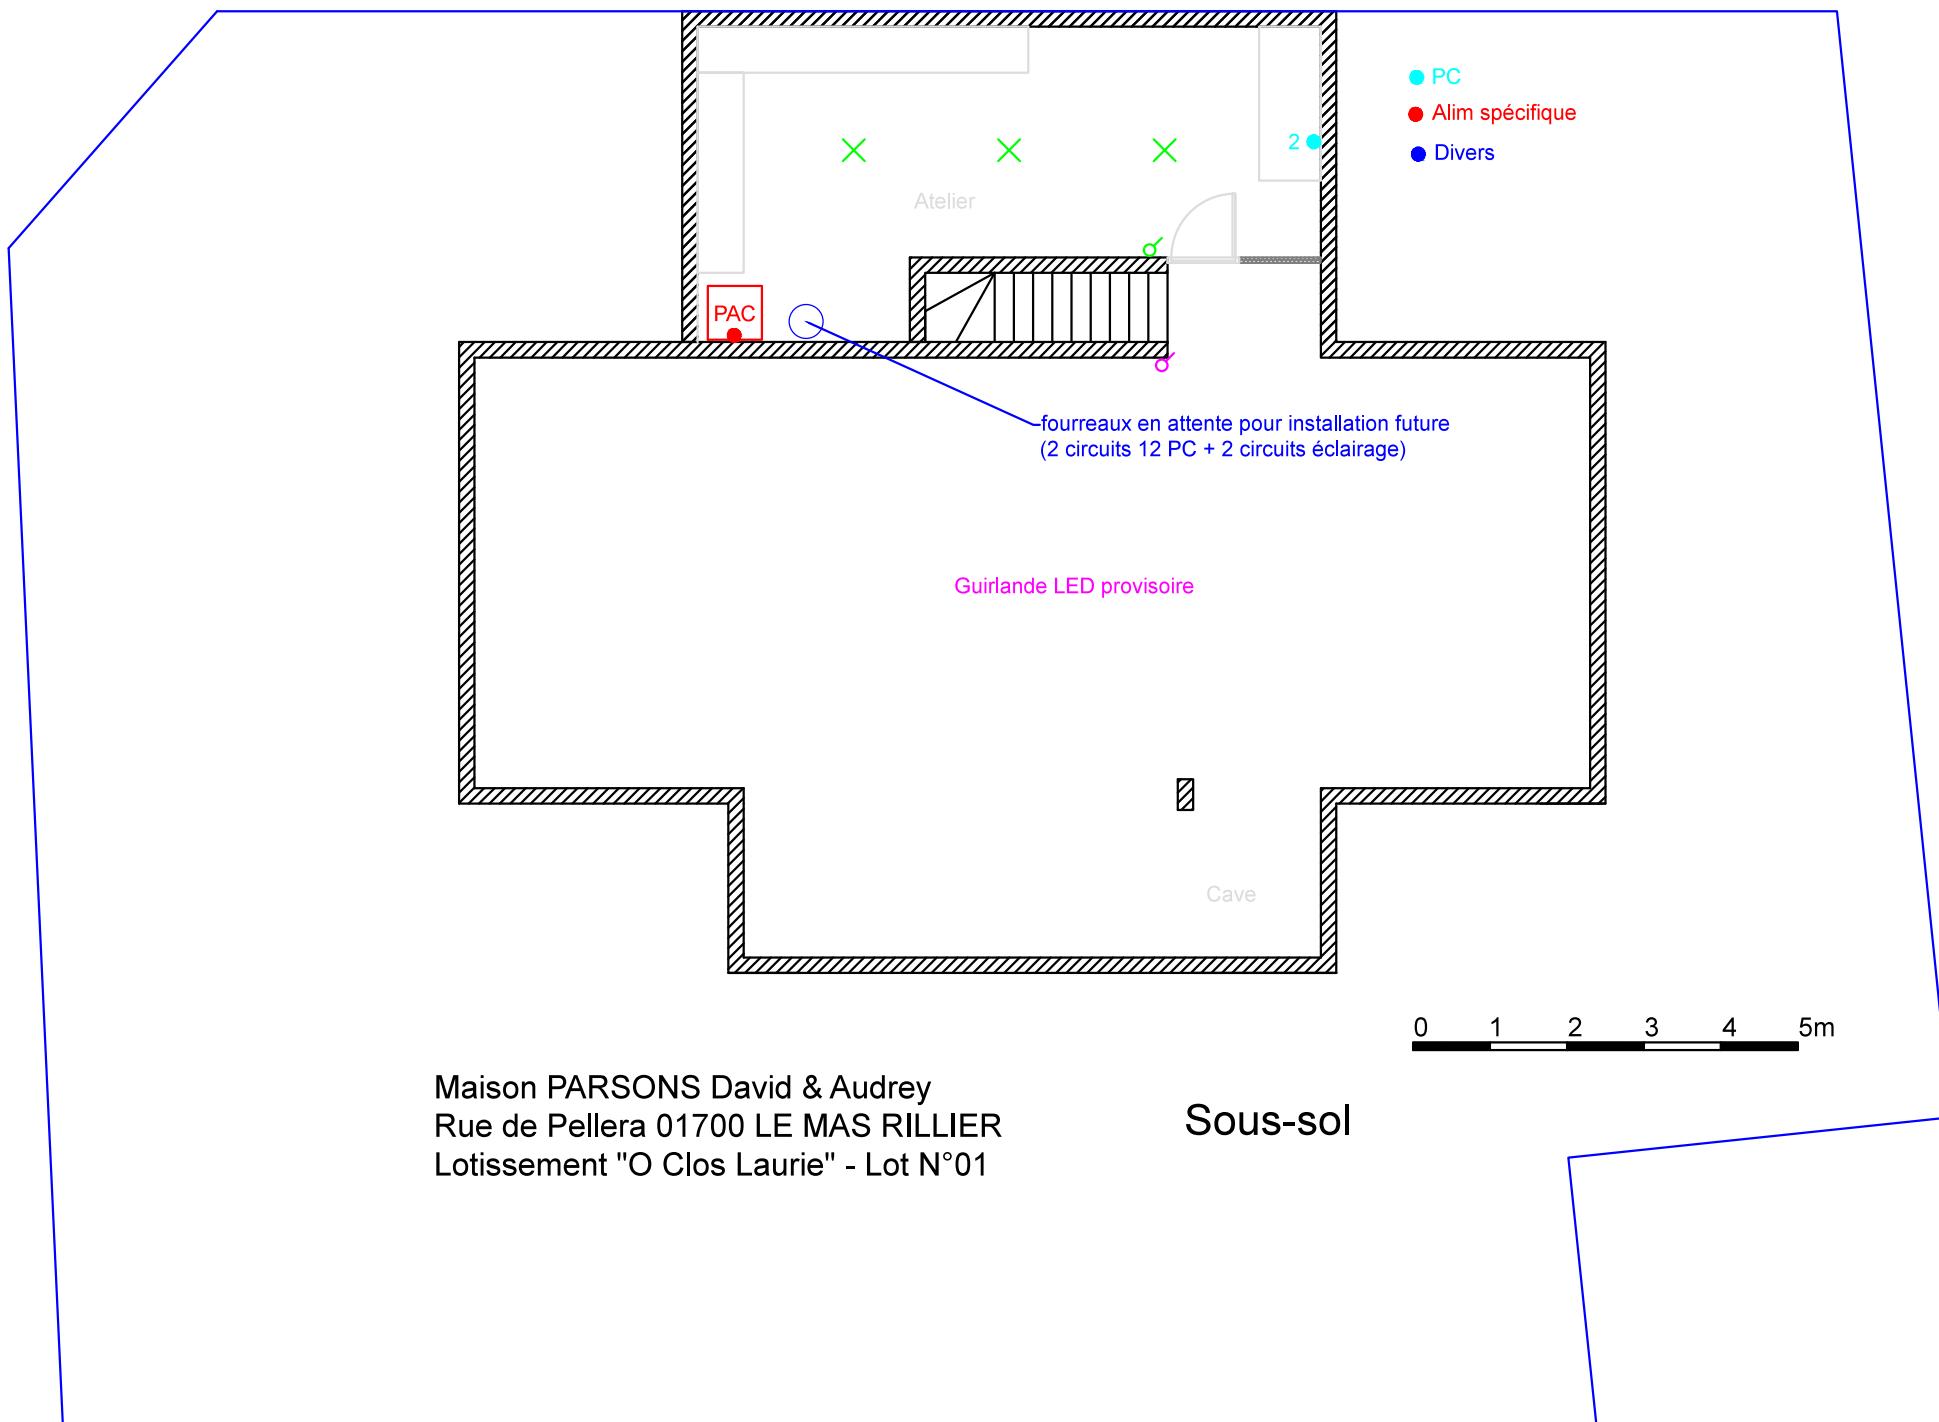 PC
Alim spécifique
Divers
2
Atelier
PAC
fourreaux en attente pour installation future
(2 circuits 12 PC + 2 circuits éclairage)
Guirlande LED provisoire
Cave
0 1 2 3 4 5m
Maison PARSONS David & Audrey
Rue de Pellera 01700 LE MAS RILLIER
Lotissement "O Clos Laurie" - Lot N°01
Sous-sol